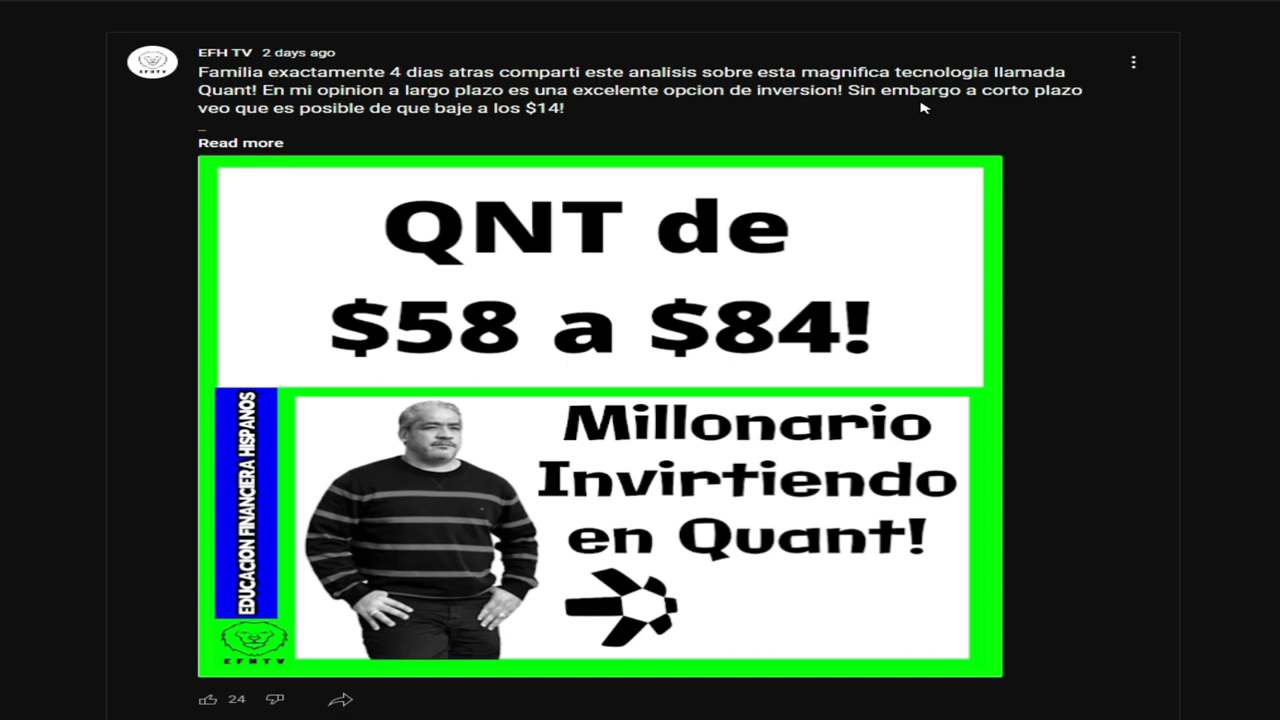 EFH TV 2 days ago
Familia exactamente 4 dias atras comparti este analisis sobre esta magnifica tecnologia llamada
Quant! En mi opinion a largo plazo es una excelente opcion de inversion! Sin embargo a corto plazo
veo que es posible de que baje a los $14!
...
Read more
QNT de
$58 a $84!
EDUCACION FINANCIERA HISPANOS
Millonario
Invirtiendo
en Quant!
EFHTV
24